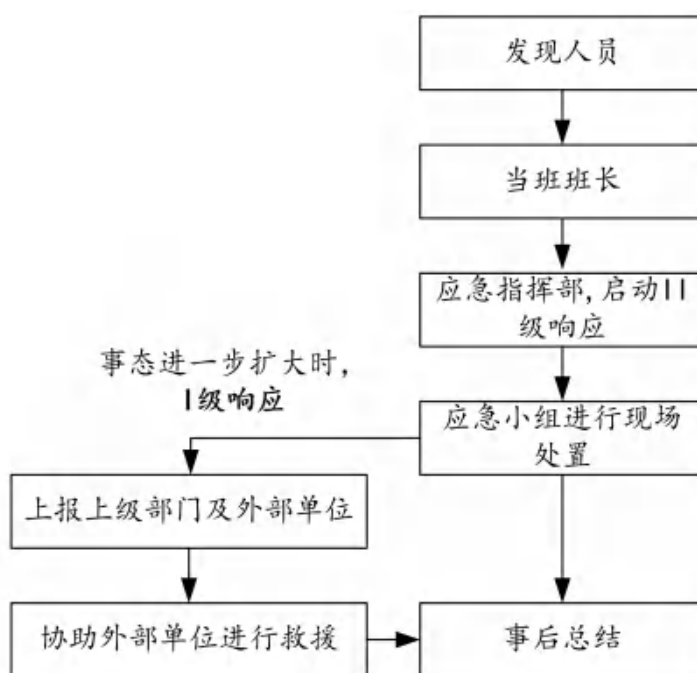 发现人员
当班班长
应急指挥部,启动II
级响应
事态进一步扩大时,
I级响应
应急小组进行现场
处置
上报上级部门及外部单位
协助外部单位进行救援
事后总结